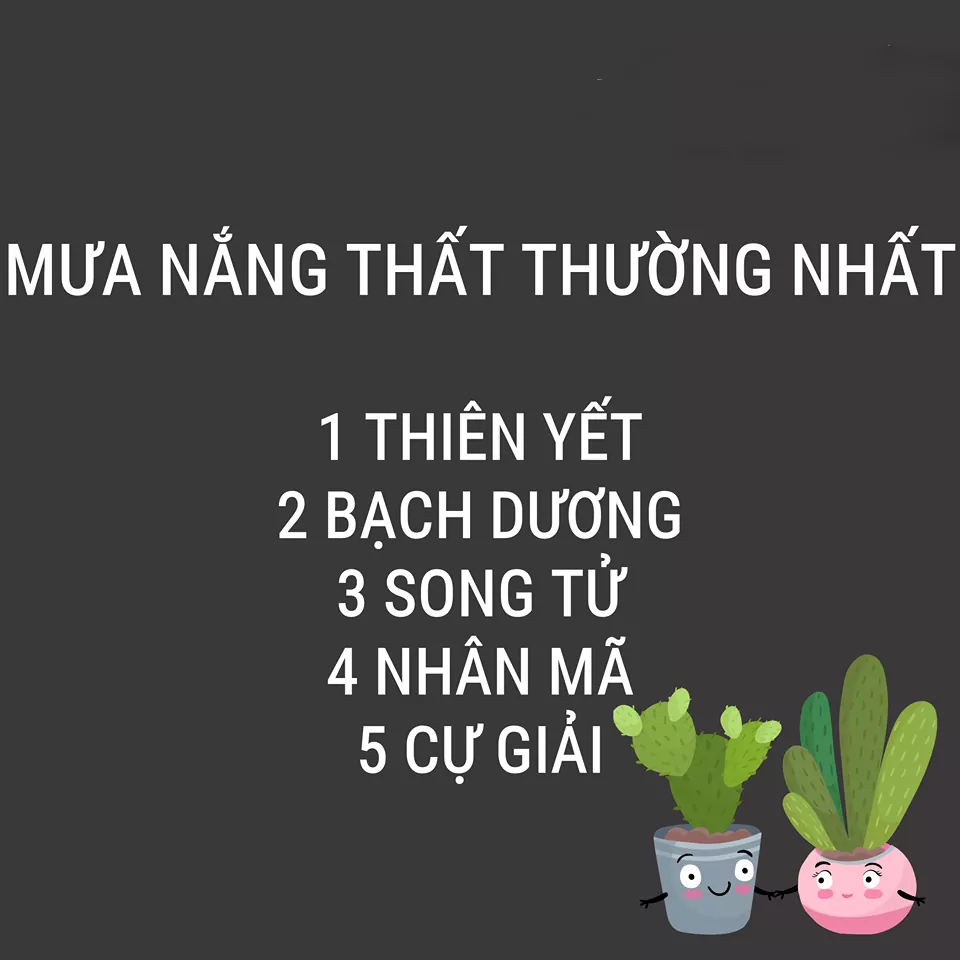 MƯA NẮNG THẤT THƯỜNG NHẤT
1 THIÊN YẾT
2 BẠCH DƯƠNG
3 SONG TỬ
4 NHÂN MÃ
5 CỰ GIẢI